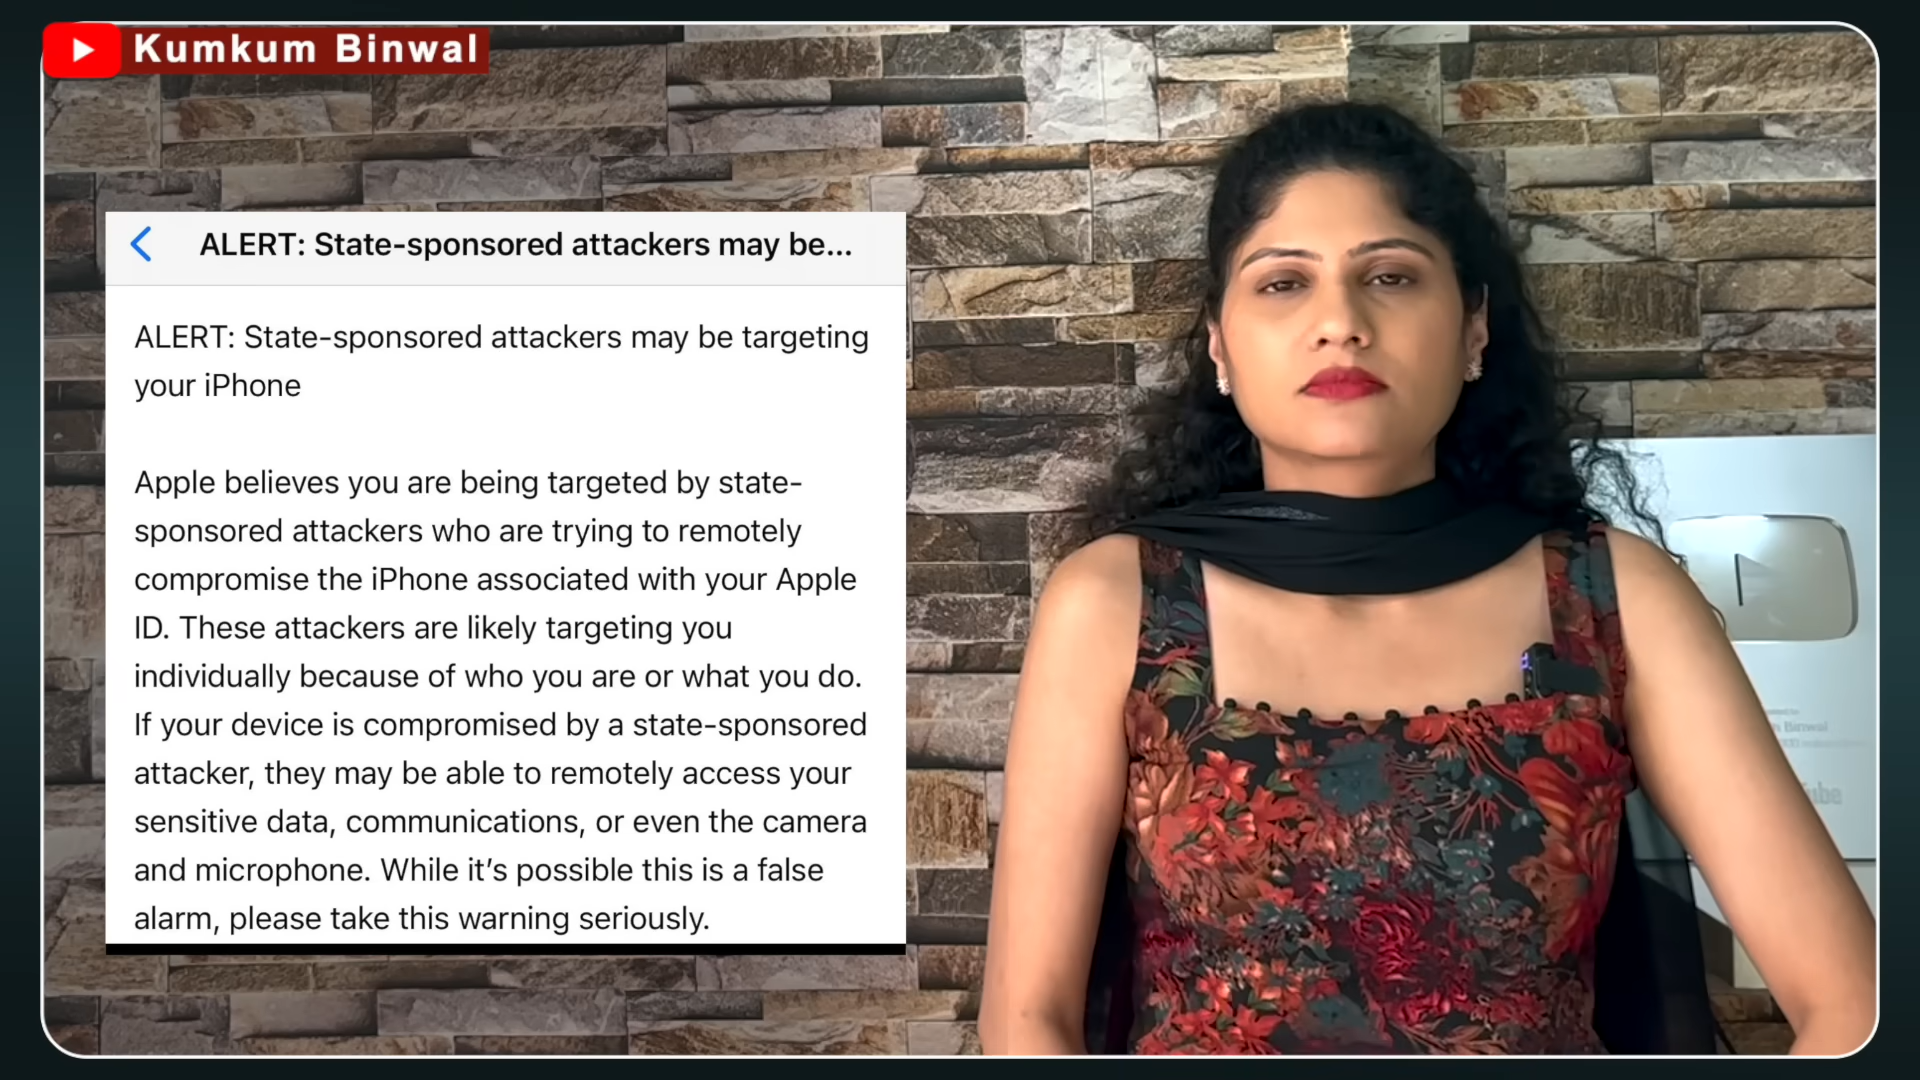 Kumkum Binwal
ALERT: State-sponsored attackers may be...
ALERT: State-sponsored attackers may be targeting
your iPhone
Apple believes you are being targeted by state-
sponsored attackers who are trying to remotely
compromise the iPhone associated with your Apple
ID. These attackers are likely targeting you
individually because of who you are or what you do.
If your device is compromised by a state-sponsored
attacker, they may be able to remotely access your
sensitive data, communications, or even the camera
and microphone. While it’s possible this is a false
alarm, please take this warning seriously.
Binwal